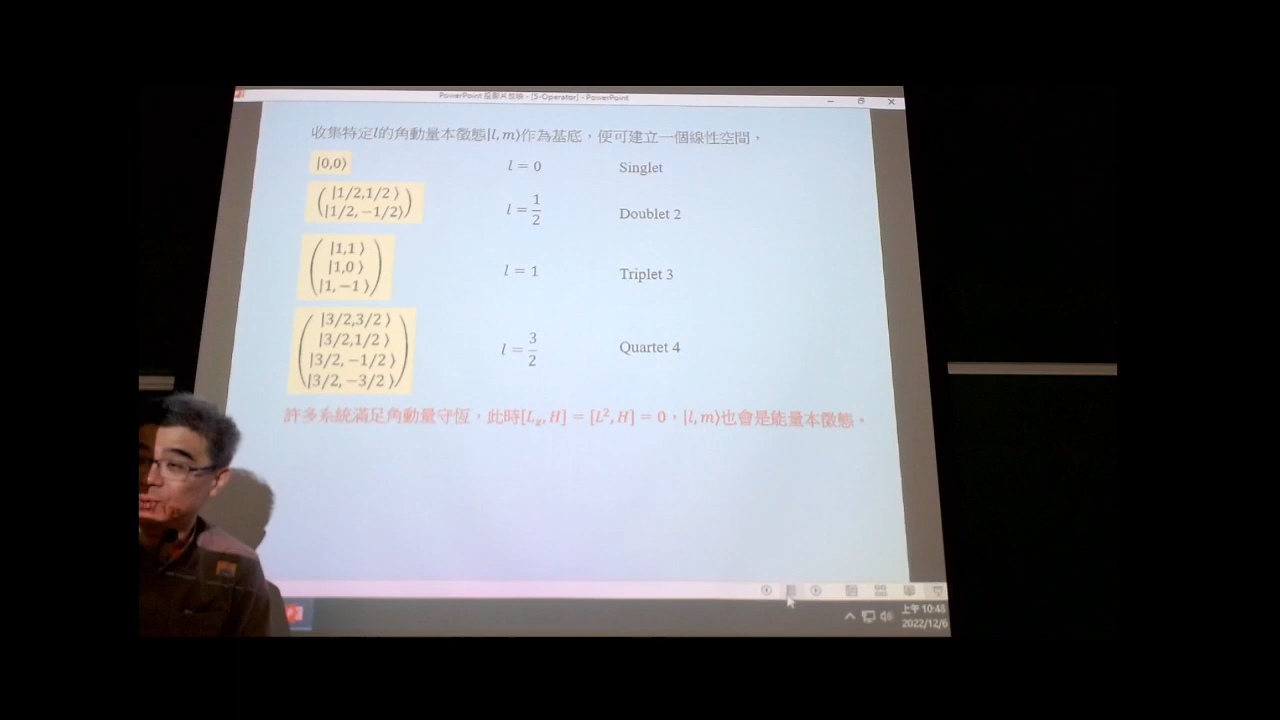 PowerPoint 投影片放映 - [5-Operator] - PowerPoint
收集特定l的角動量本徵態|l, m⟩作為基底，便可建立一個線性空間，
|0,0⟩ l = 0 Singlet
(|1/2,1/2 ⟩
|1/2, −1/2⟩) l = 1/2 Doublet 2
(|1,1 ⟩
|1,0 ⟩
|1, −1 ⟩) l = 1 Triplet 3
(|3/2,3/2 ⟩
|3/2,1/2 ⟩
|3/2, −1/2 ⟩
|3/2, −3/2 ⟩) l = 3/2 Quartet 4
許多系統滿足角動量守恆，此時[Lz, H] = [L², H] = 0，|l, m⟩也會是能量本徵態。
上午 10:48
2022/12/6